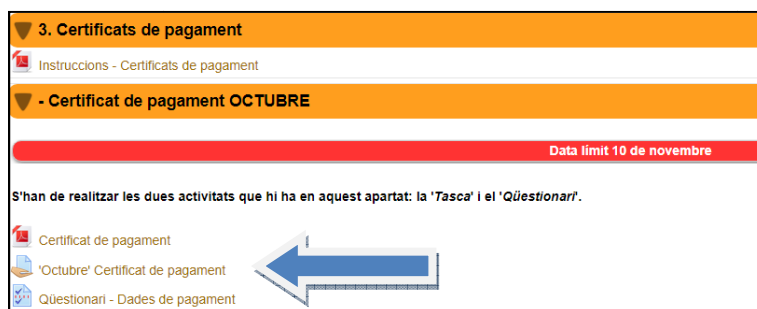 3. Certificats de pagament
Instruccions - Certificats de pagament
- Certificat de pagament OCTUBRE
Data límit 10 de novembre
S'han de realitzar les dues activitats que hi ha en aquest apartat: la 'Tasca' i el 'Qüestionari'.
Certificat de pagament
'Octubre' Certificat de pagament
Qüestionari - Dades de pagament